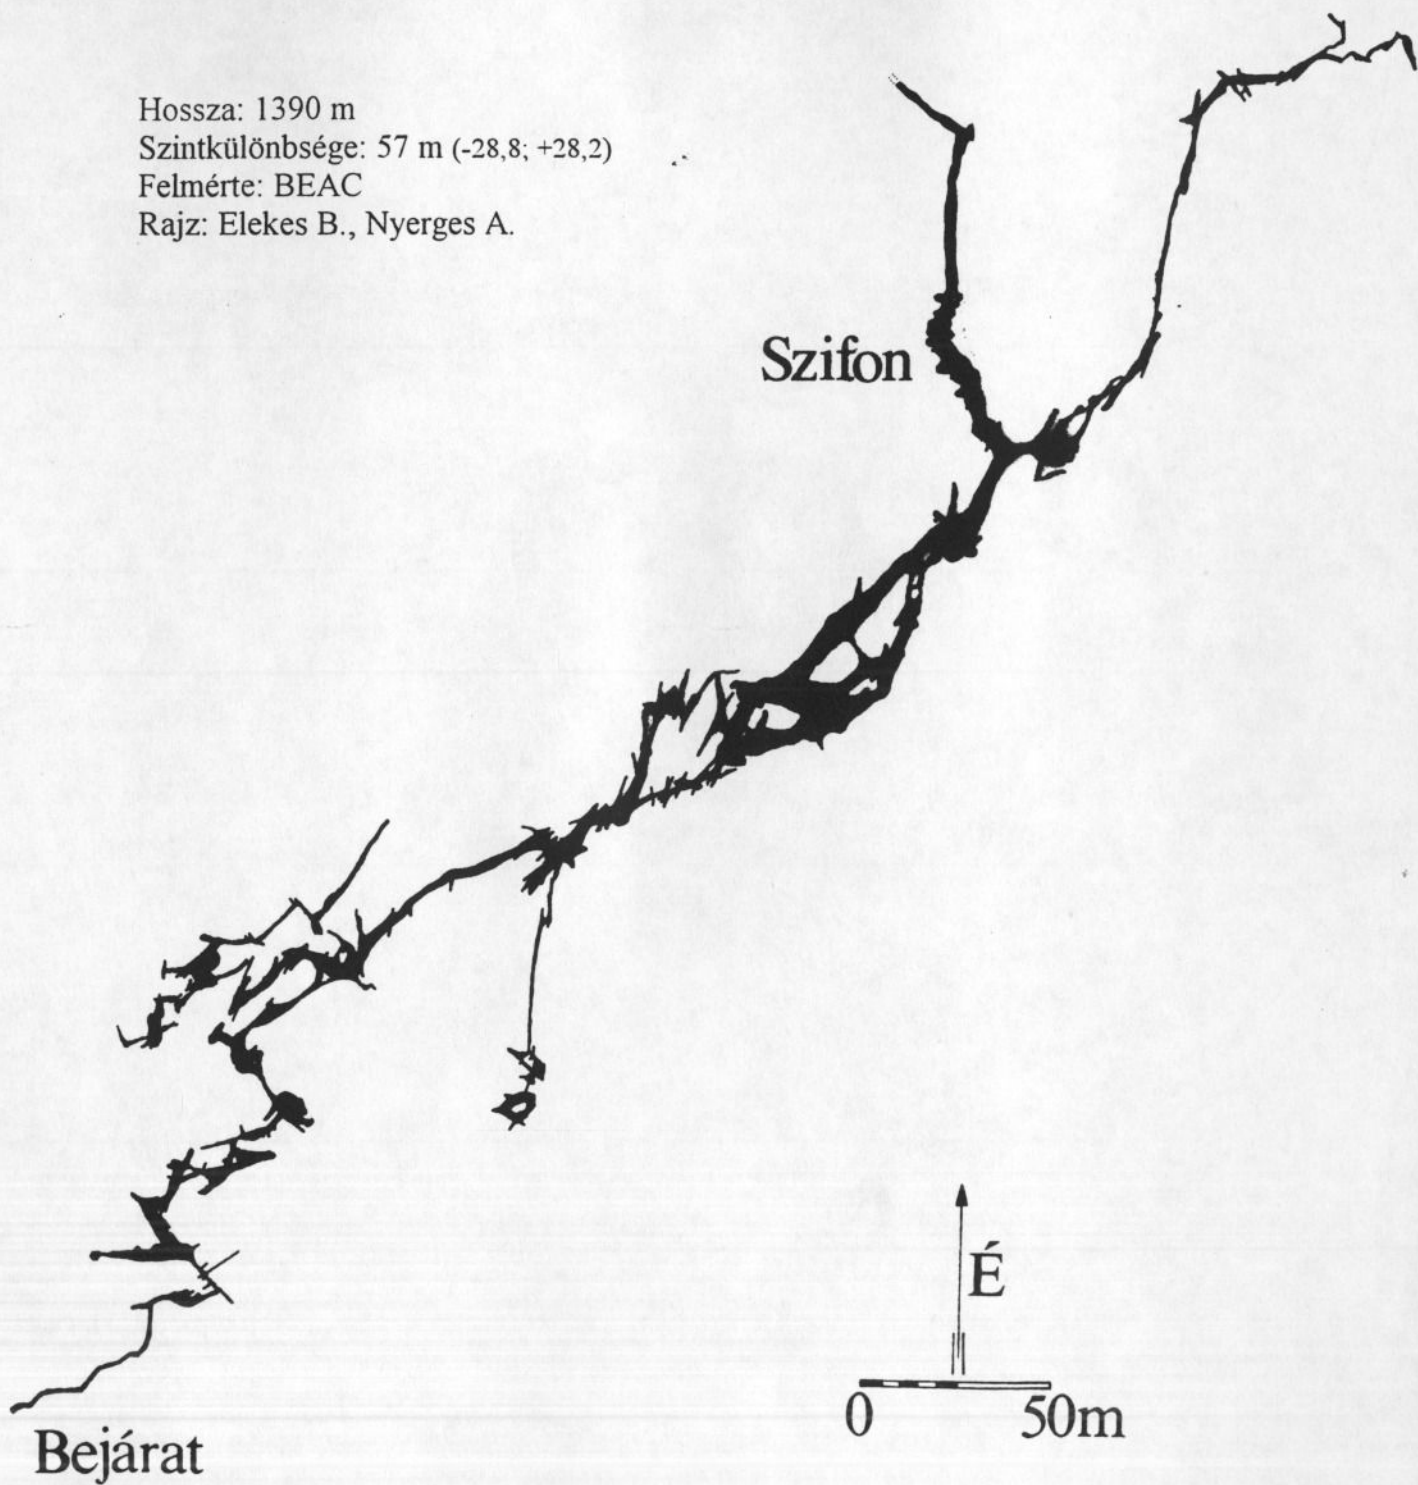 Hossza: 1390 m
Szintkülönbsége: 57 m (-28,8; +28,2)
Felmérte: BEAC
Rajz: Elekes B., Nyerges A.
Szifon
É
0 50m
Bejárat